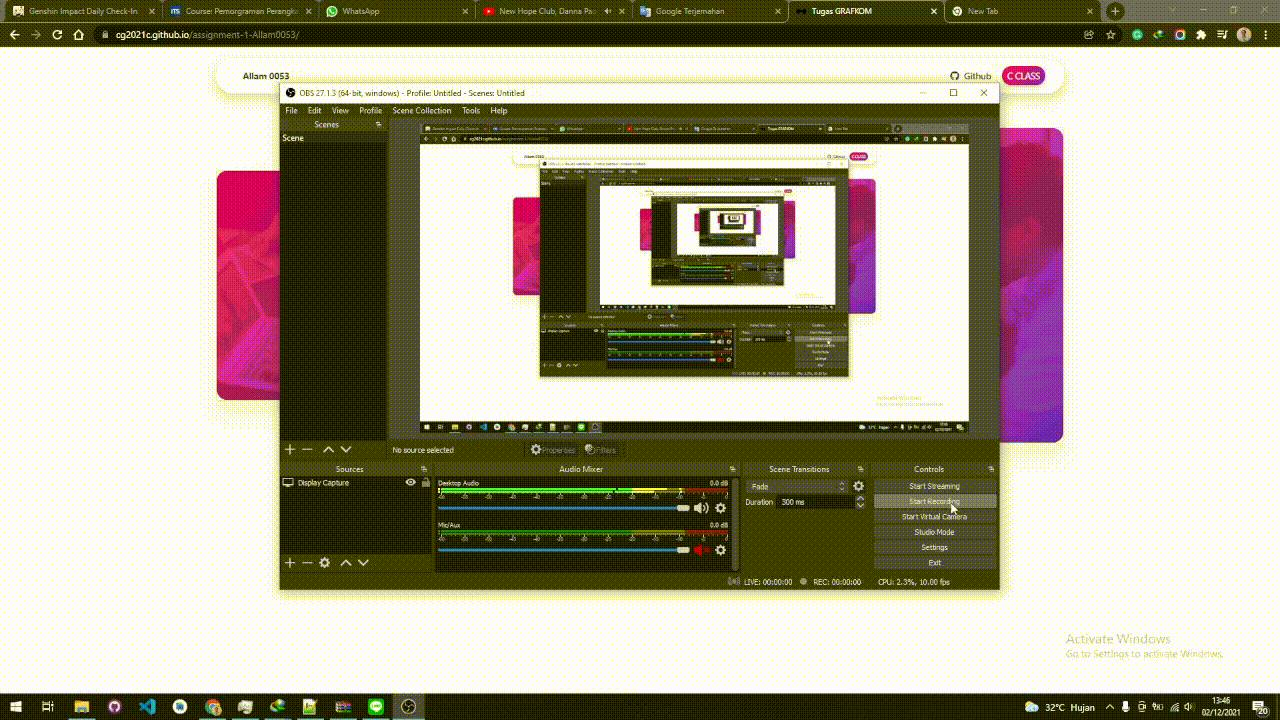 Genshin Impact Daily Check-In
Course: Pemorgraman Perangka
WhatsApp
New Hope Club, Danna Pao
Google Terjemahan
Tugas GRAFKOM
New Tab
cg2021c.github.io/assignment-1-Allam0053/
Allam 0053
Github
C CLASS
OBS 27.1.3 (64-bit, windows) - Profile: Untitled - Scenes: Untitled
File Edit View Profile Scene Collection Tools Help
Scenes
Scene
No source selected
Properties
Filters
Sources
Audio Mixer
Scene Transitions
Controls
Display Capture
Desktop Audio
0.0 dB
Mic/Aux
0.0 dB
Fade
Duration 300 ms
Start Streaming
Start Recording
Start Virtual Camera
Studio Mode
Settings
Exit
LIVE: 00:00:00
REC: 00:00:00
CPU: 2.3%, 10.00 fps
Activate Windows
Go to Settings to activate Windows.
32°C Hujan
13:46
02/12/2021
20